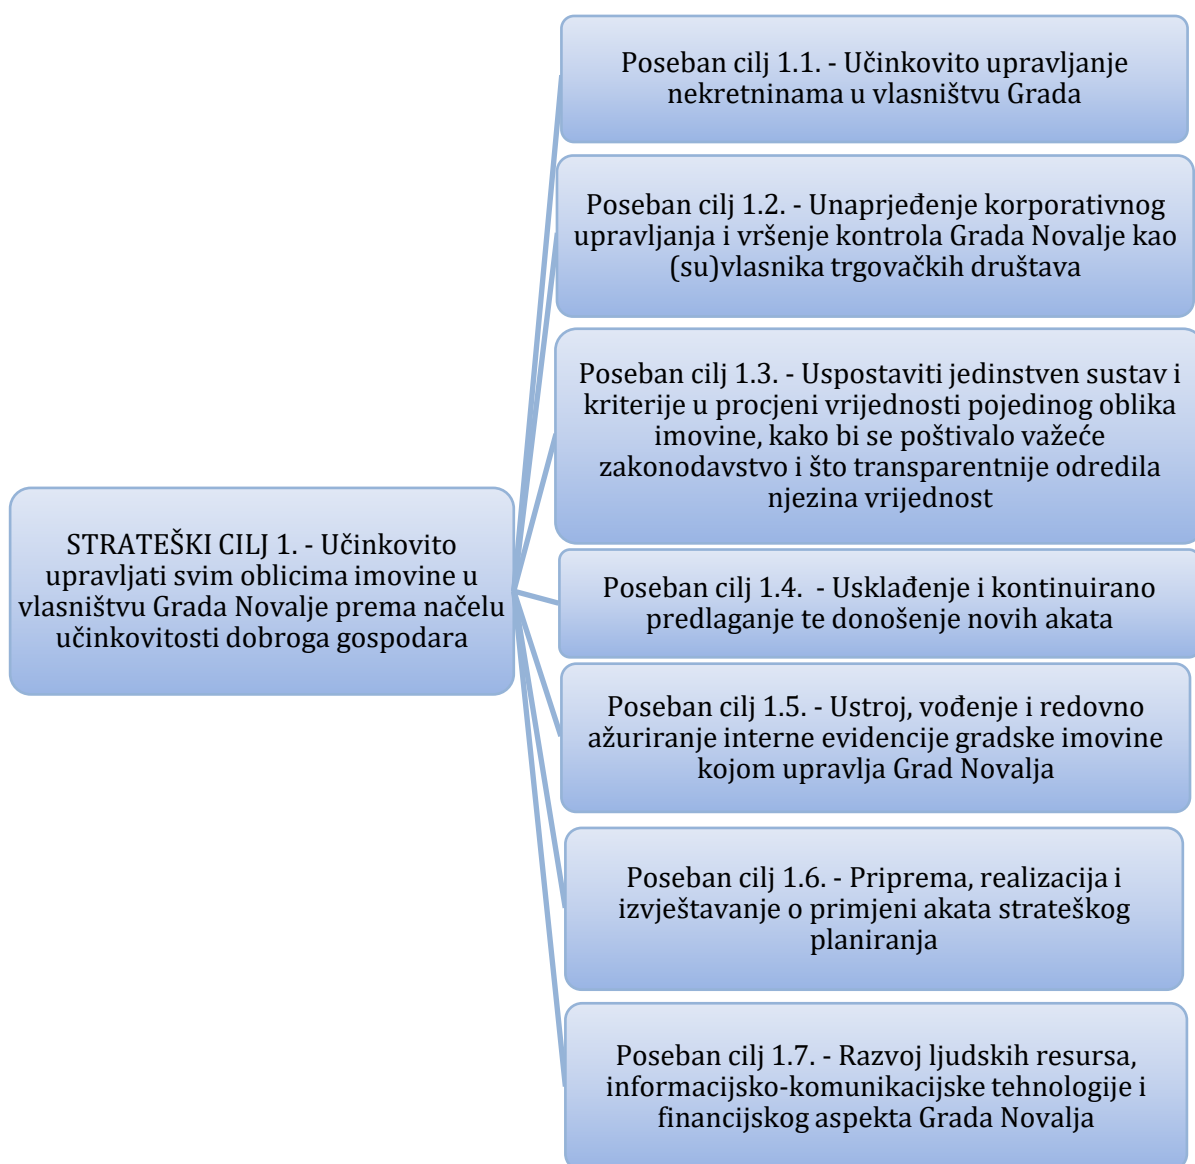 STRATEŠKI CILJ 1. - Učinkovito
upravljati svim oblicima imovine u
vlasništvu Grada Novalje prema načelu
učinkovitosti dobroga gospodara
Poseban cilj 1.1. - Učinkovito upravljanje
nekretninama u vlasništvu Grada
Poseban cilj 1.2. - Unaprjeđenje korporativnog
upravljanja i vršenje kontrola Grada Novalje kao
(su)vlasnika trgovačkih društava
Poseban cilj 1.3. - Uspostaviti jedinstven sustav i
kriterije u procjeni vrijednosti pojedinog oblika
imovine, kako bi se poštivalo važeće
zakonodavstvo i što transparentnije odredila
njezina vrijednost
Poseban cilj 1.4.  - Usklađenje i kontinuirano
predlaganje te donošenje novih akata
Poseban cilj 1.5. - Ustroj, vođenje i redovno
ažuriranje interne evidencije gradske imovine
kojom upravlja Grad Novalja
Poseban cilj 1.6. - Priprema, realizacija i
izvještavanje o primjeni akata strateškog
planiranja
Poseban cilj 1.7. - Razvoj ljudskih resursa,
informacijsko-komunikacijske tehnologije i
financijskog aspekta Grada Novalja